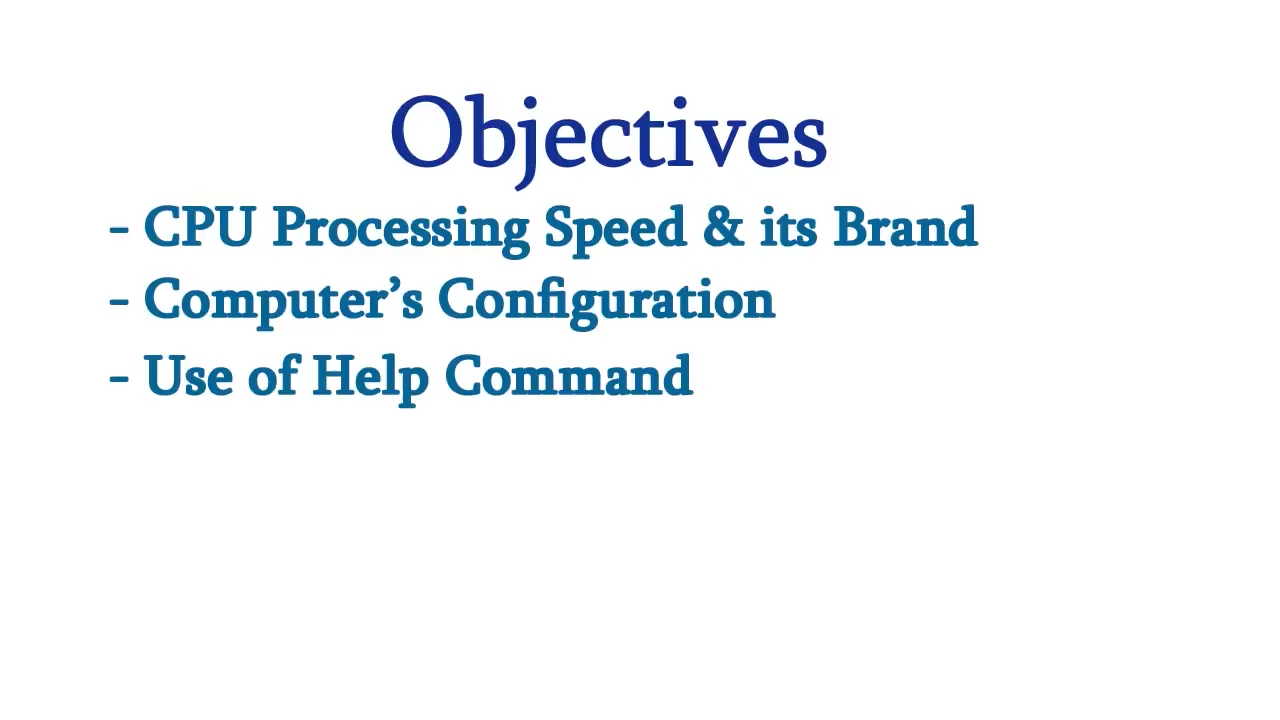 Objectives
- CPU Processing Speed & its Brand
- Computer’s Configuration
- Use of Help Command